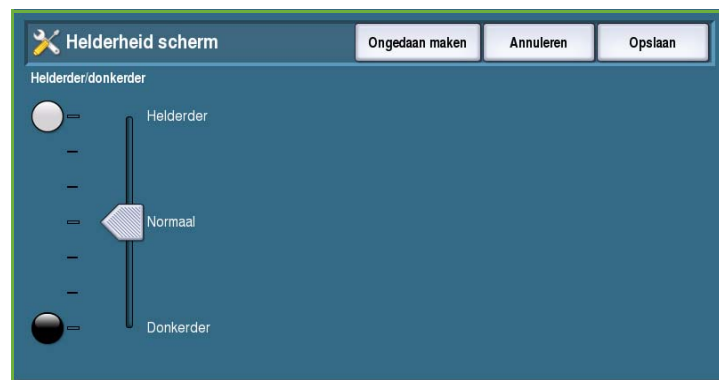 Helderheid scherm
Ongedaan maken
Annuleren
Opslaan
Helderder/donkerder
Helderder
Normaal
Donkerder